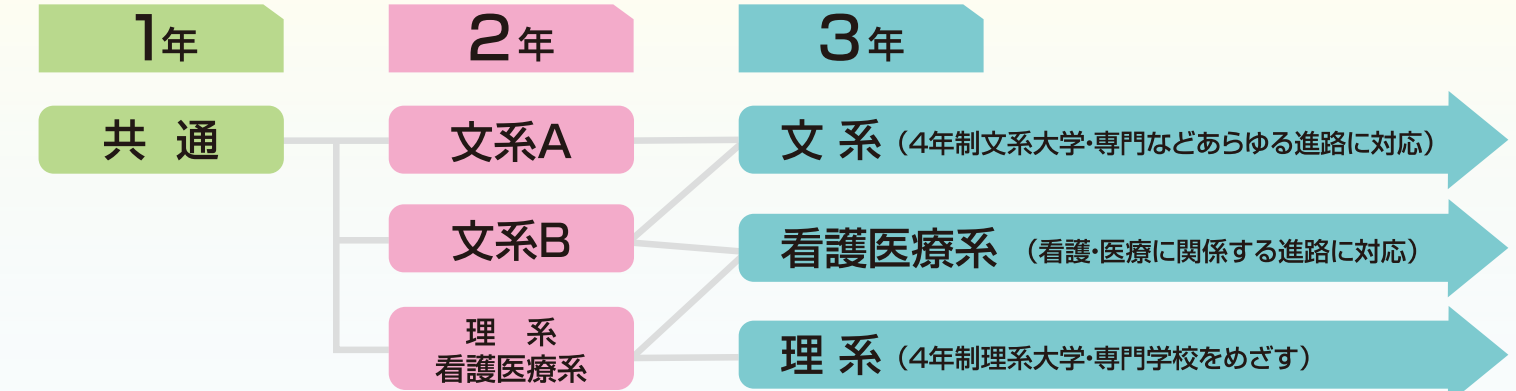 1年
2年
3年
共通
文系A
文系B
理系
看護医療系
文系（4年制文系大学・専門などあらゆる進路に対応）
看護医療系（看護・医療に関係する進路に対応）
理系（4年制理系大学・専門学校をめざす）